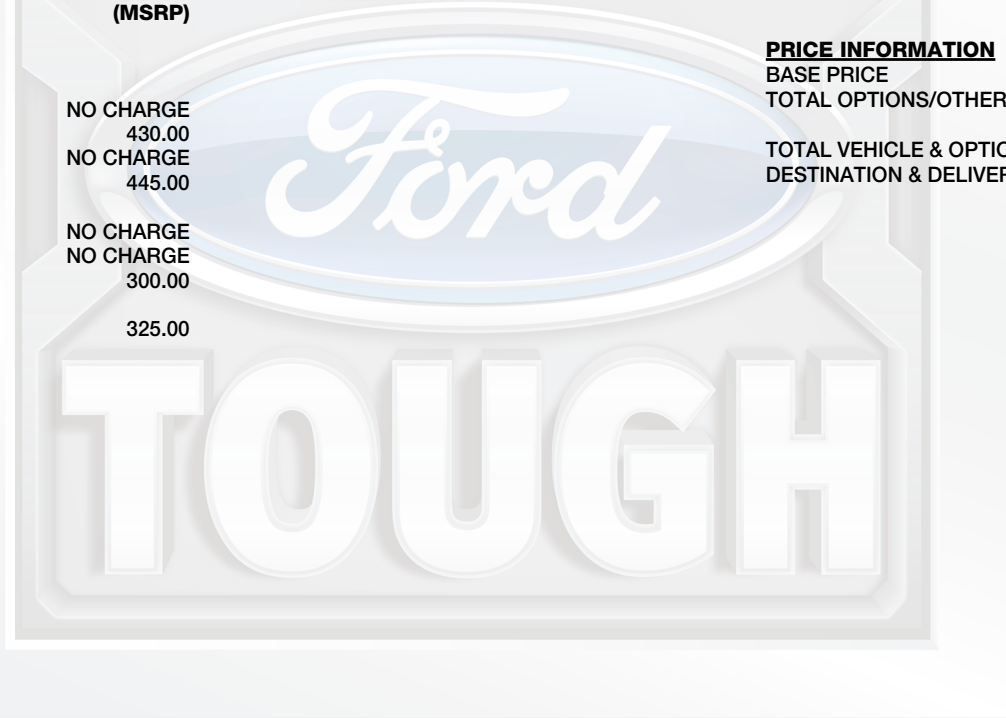 (MSRP)
NO CHARGE
430.00
NO CHARGE
445.00
NO CHARGE
NO CHARGE
300.00
325.00
PRICE INFORMATION
BASE PRICE
TOTAL OPTIONS/OTHER
TOTAL VEHICLE & OPTIO
DESTINATION & DELIVER
Ford
TOUGH